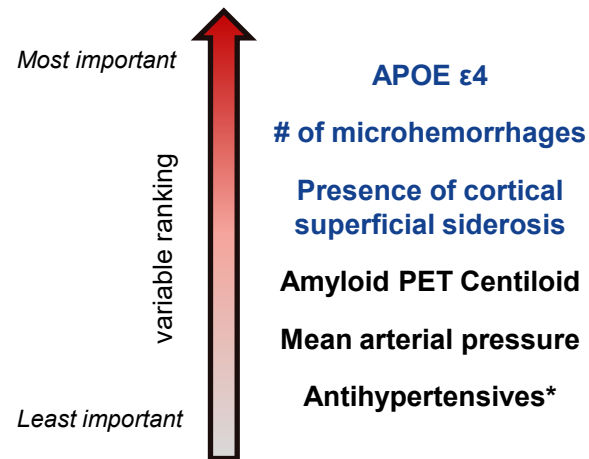 Most important
APOE ε4
# of microhemorrhages
Presence of cortical
superficial siderosis
variable ranking
Amyloid PET Centiloid
Mean arterial pressure
Antihypertensives*
Least important